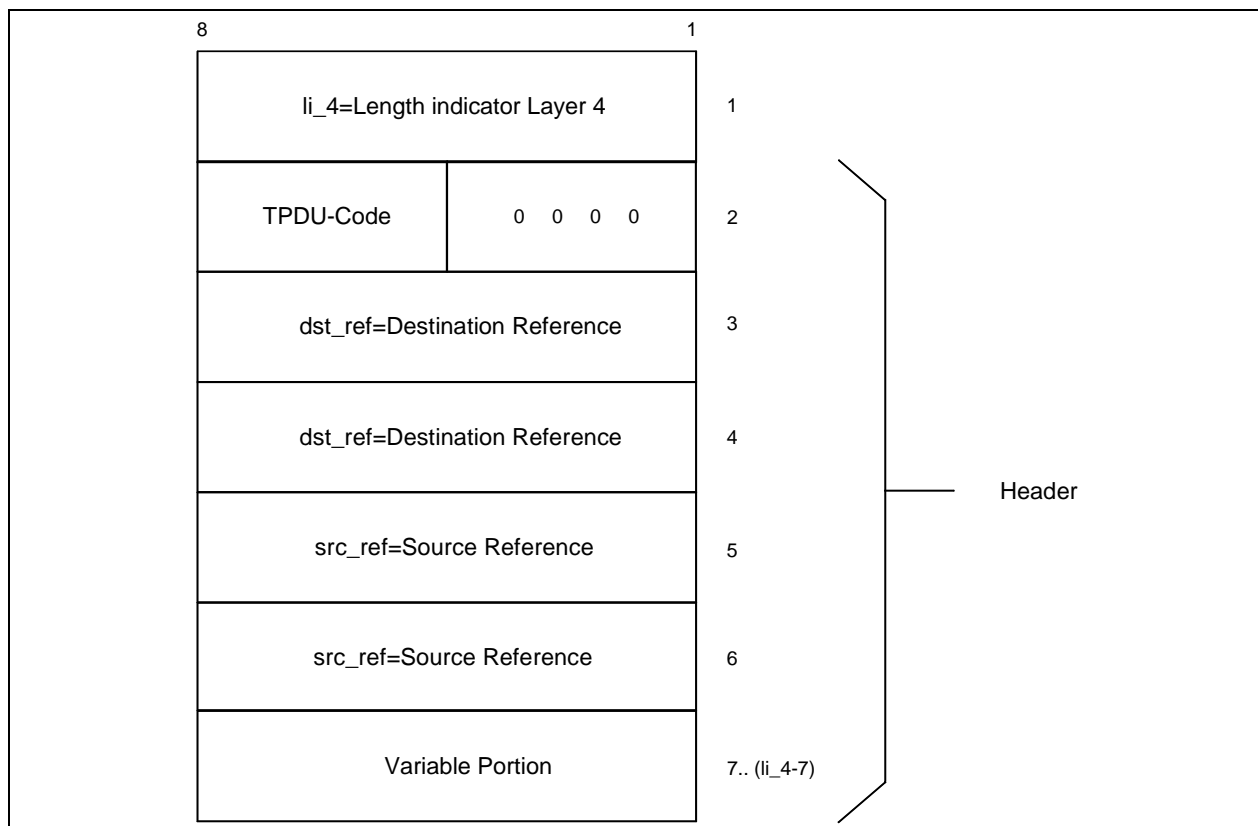 8 1
li_4=Length indicator Layer 4 1
TPDU-Code 0 0 0 0 2
dst_ref=Destination Reference 3
dst_ref=Destination Reference 4
Header
src_ref=Source Reference 5
src_ref=Source Reference 6
Variable Portion 7.. (li_4-7)